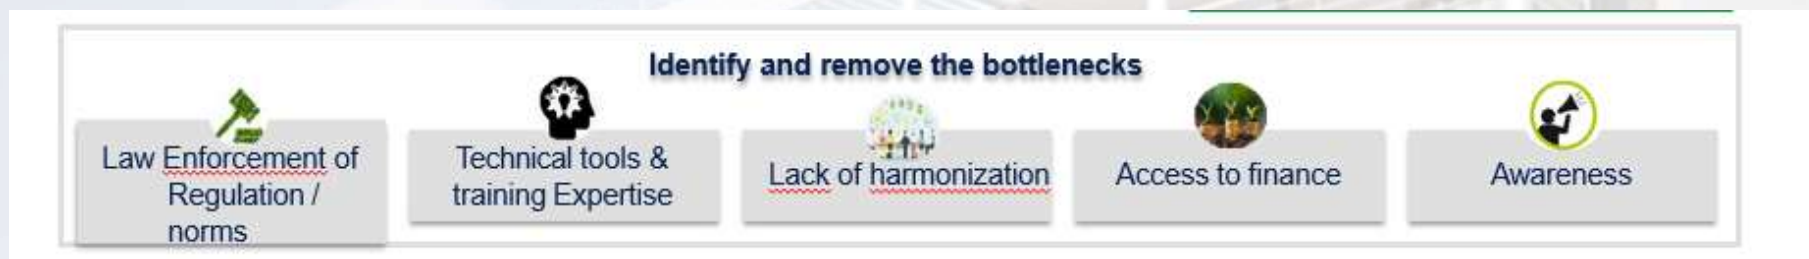 Identify and remove the bottlenecks
Law Enforcement of
Regulation /
norms
Technical tools &
training Expertise
Lack of harmonization
Access to finance
Awareness